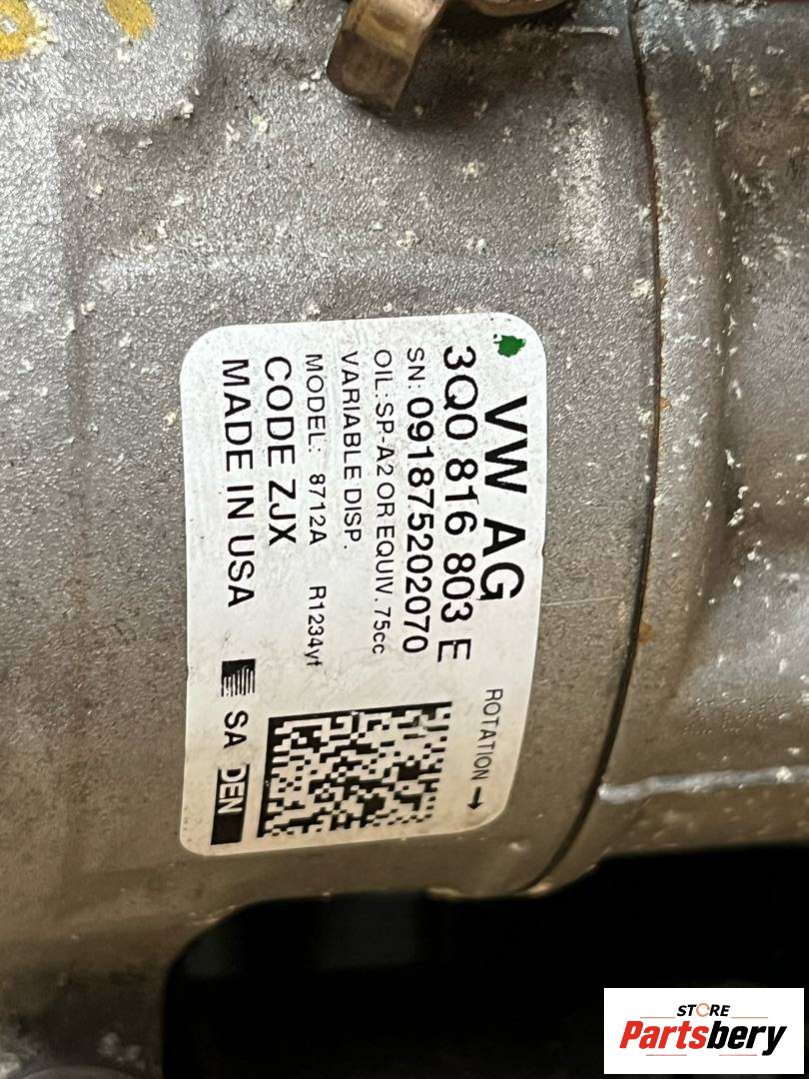 VW AG
3Q0 816 803 E
SN: 091875202070
OIL:SP-A2 OR EQUIV. 75cc
VARIABLE DISP.
MODEL: 8712A R1234yf
CODE ZJX
MADE IN USA
ROTATION →
SA DEN
STORE
Partsbery